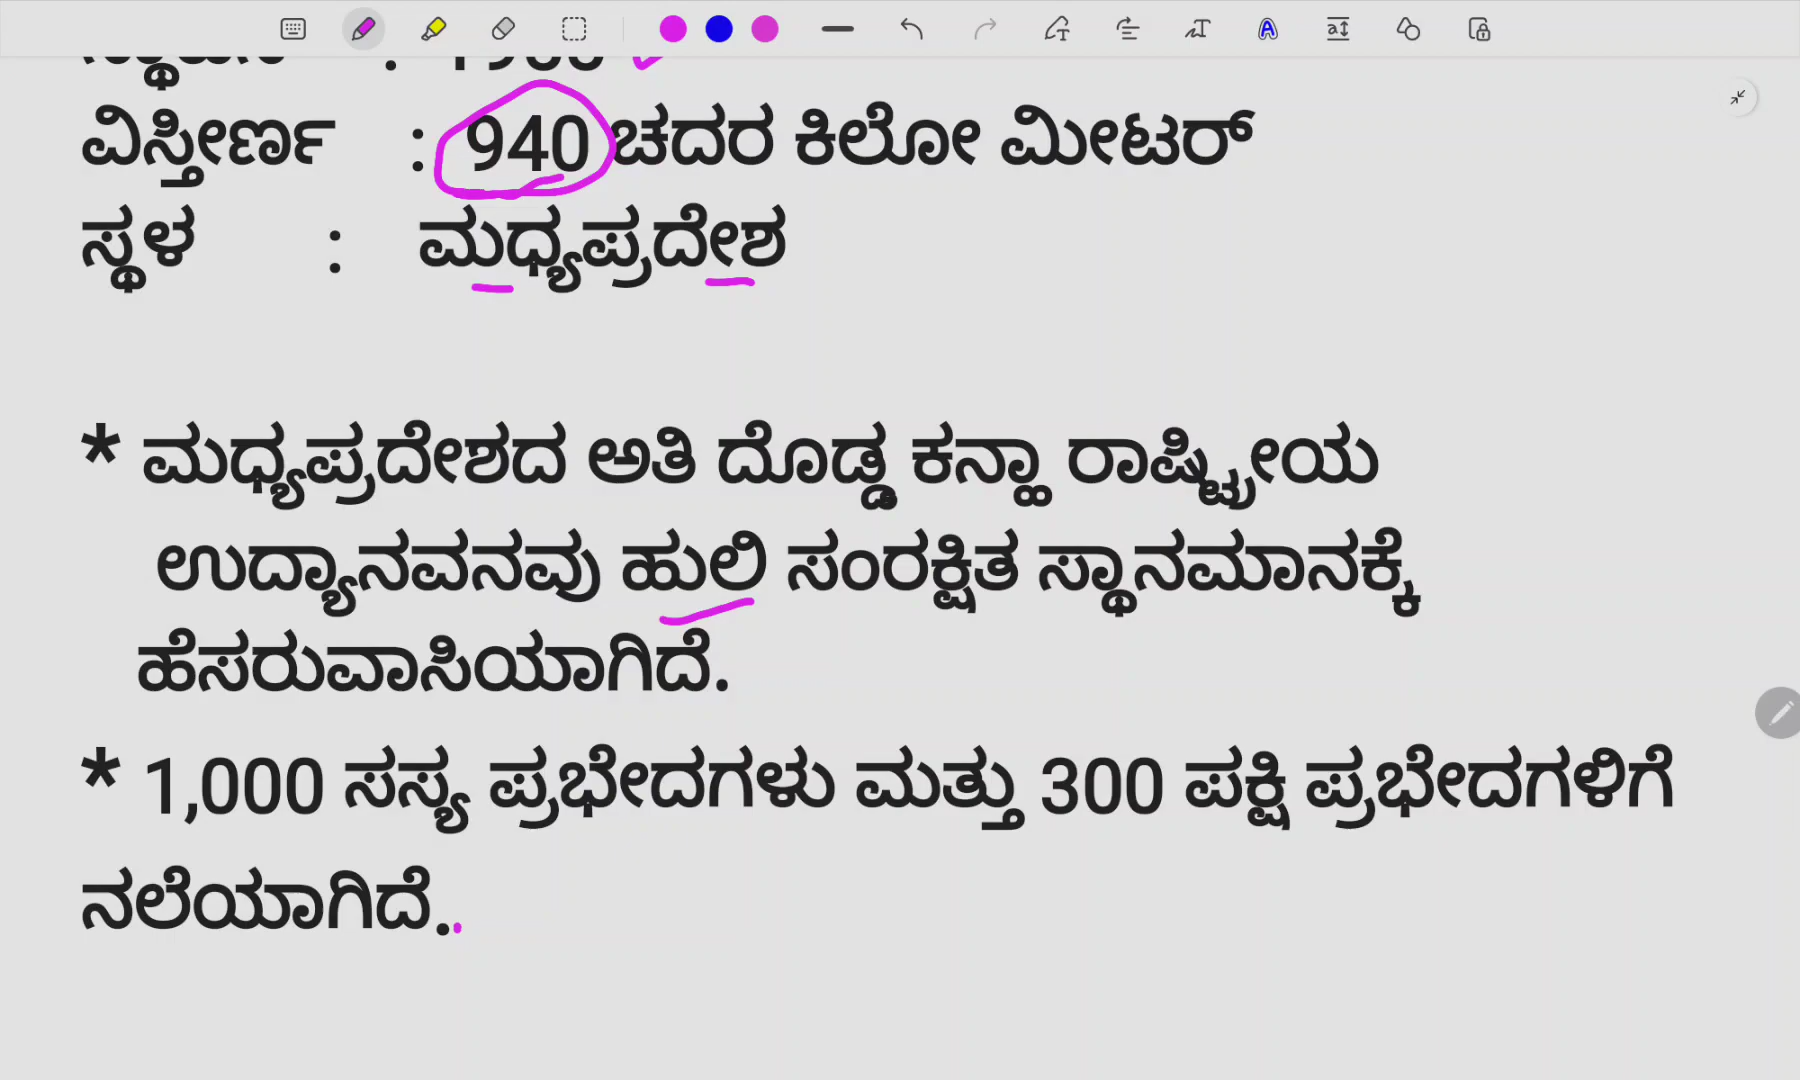 ವಿಸ್ತೀರ್ಣ : 940 ಚದರ ಕಿಲೋ ಮೀಟರ್
ಸ್ಥಳ : ಮಧ್ಯಪ್ರದೇಶ
* ಮಧ್ಯಪ್ರದೇಶದ ಅತಿ ದೊಡ್ಡ ಕನ್ಹಾ ರಾಷ್ಟ್ರೀಯ
ಉದ್ಯಾನವನವು ಹುಲಿ ಸಂರಕ್ಷಿತ ಸ್ಥಾನಮಾನಕ್ಕೆ
ಹೆಸರುವಾಸಿಯಾಗಿದೆ.
* 1,000 ಸಸ್ಯ ಪ್ರಭೇದಗಳು ಮತ್ತು 300 ಪಕ್ಷಿ ಪ್ರಭೇದಗಳಿಗೆ
ನಲೆಯಾಗಿದೆ.